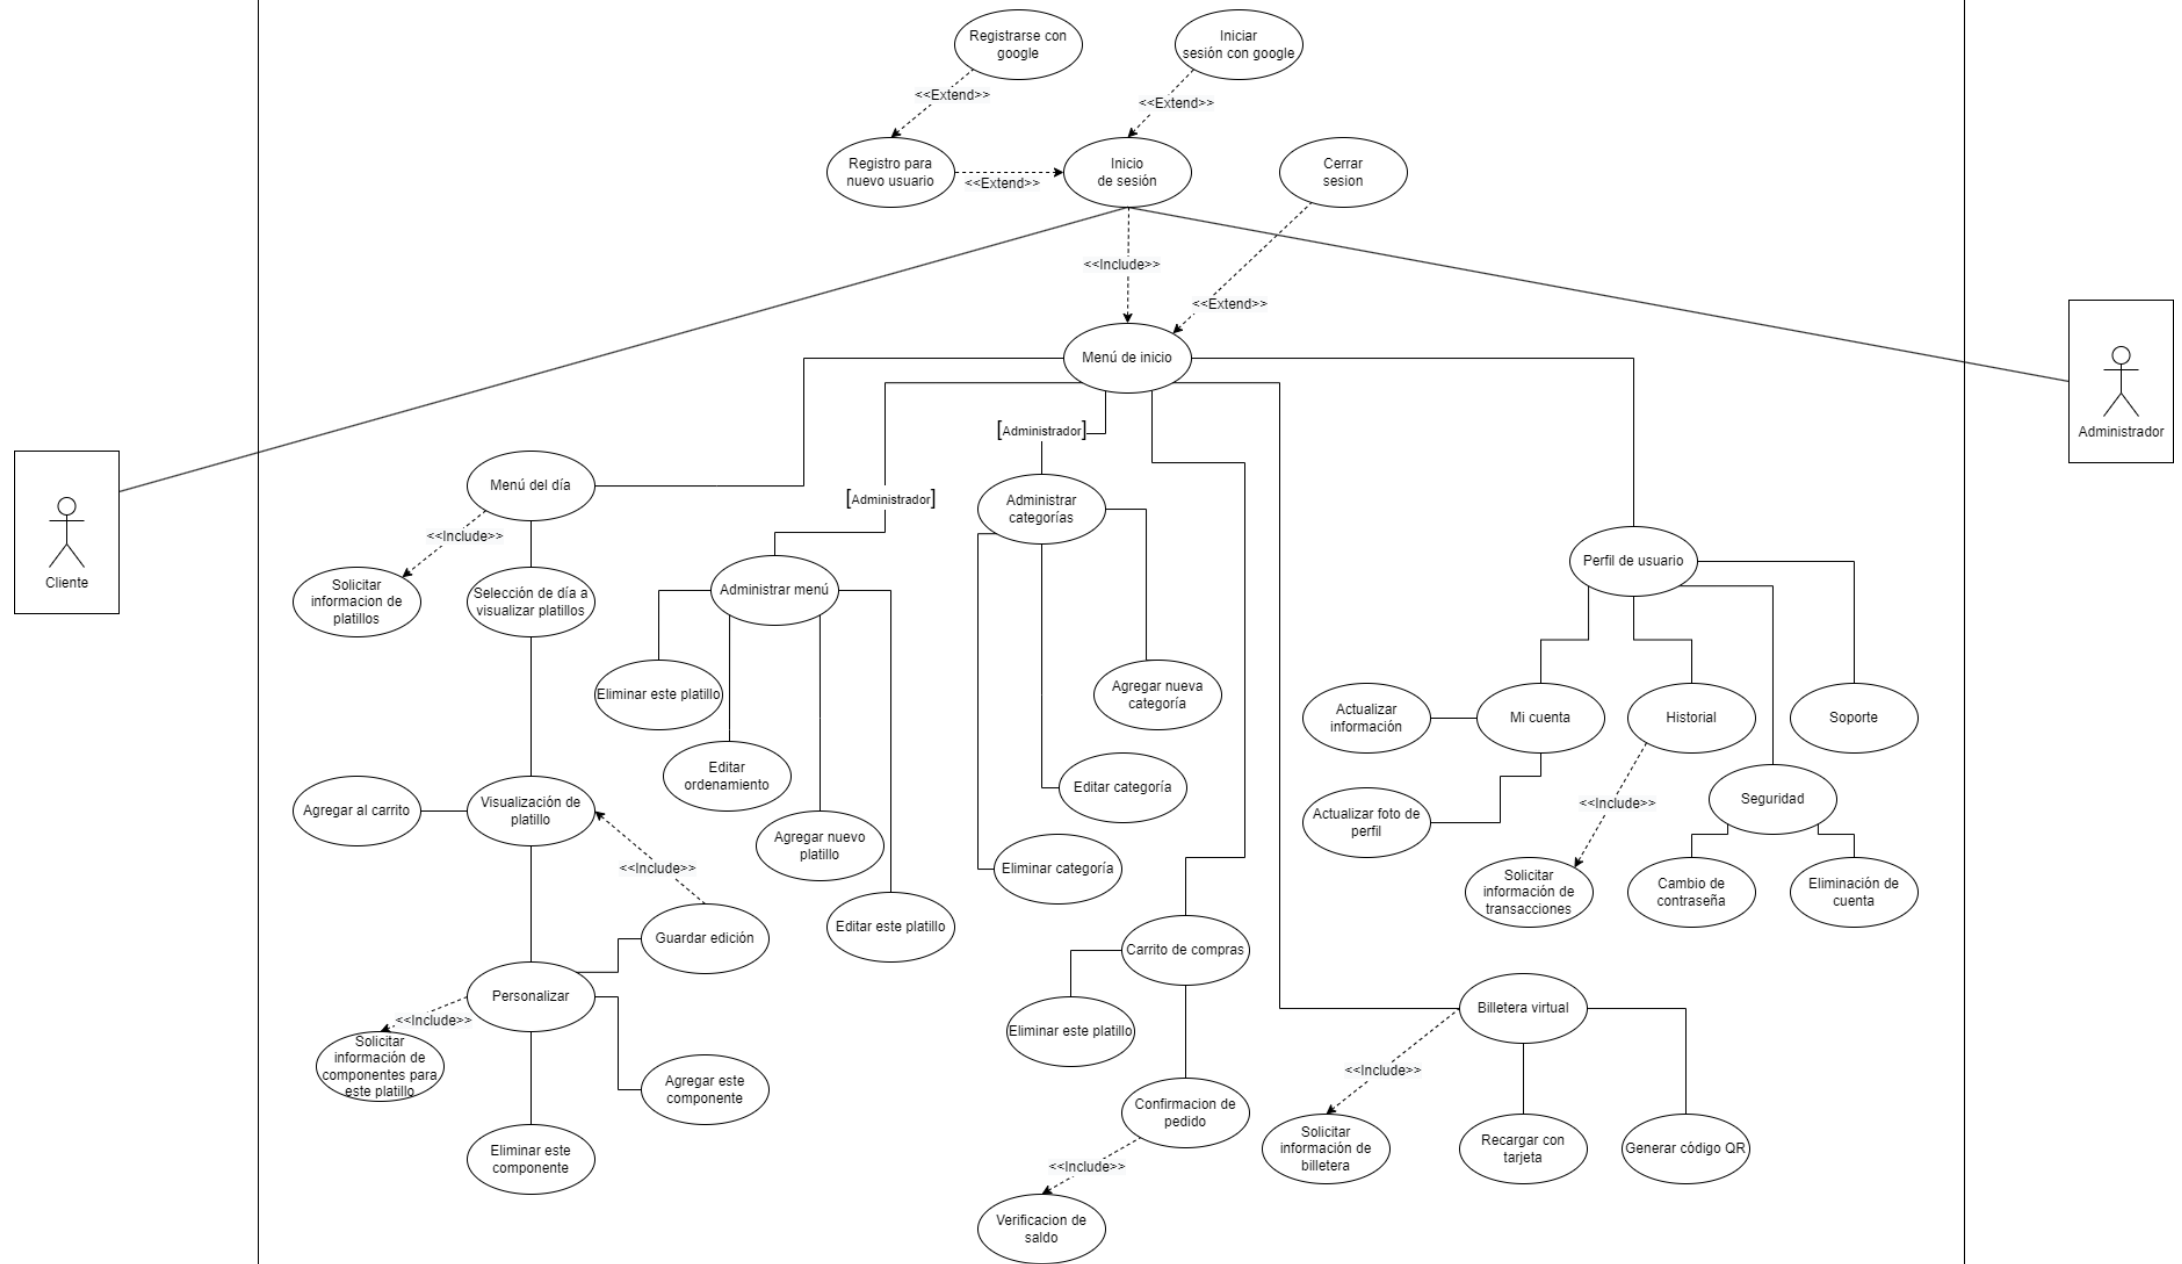 Registrarse con
google
Iniciar
sesión con google
<<Extend>>
<<Extend>>
Registro para
nuevo usuario
<<Extend>>
Inicio
de sesión
Cerrar
sesion
<<Include>>
<<Extend>>
Menú de inicio
Administrador
[Administrador]
[Administrador]
Cliente
Menú del día
<<Include>>
Solicitar
informacion de
platillos
Selección de día a
visualizar platillos
Administrar
categorías
Administrar menú
Perfil de usuario
Eliminar este platillo
Editar
ordenamiento
Agregar nuevo
platillo
Editar este platillo
Agregar nueva
categoría
Editar categoría
Eliminar categoría
Actualizar
información
Mi cuenta
Historial
Soporte
Actualizar foto de
perfil
<<Include>>
Seguridad
Solicitar
información de
transacciones
Cambio de
contraseña
Eliminación de
cuenta
Agregar al carrito
Visualización de
platillo
<<Include>>
Guardar edición
Personalizar
<<Include>>
Solicitar
información de
componentes para
este platillo
Agregar este
componente
Eliminar este
componente
Carrito de compras
Eliminar este platillo
Confirmacion de
pedido
<<Include>>
Verificacion de
saldo
Billetera virtual
<<Include>>
Solicitar
información de
billetera
Recargar con
tarjeta
Generar código QR